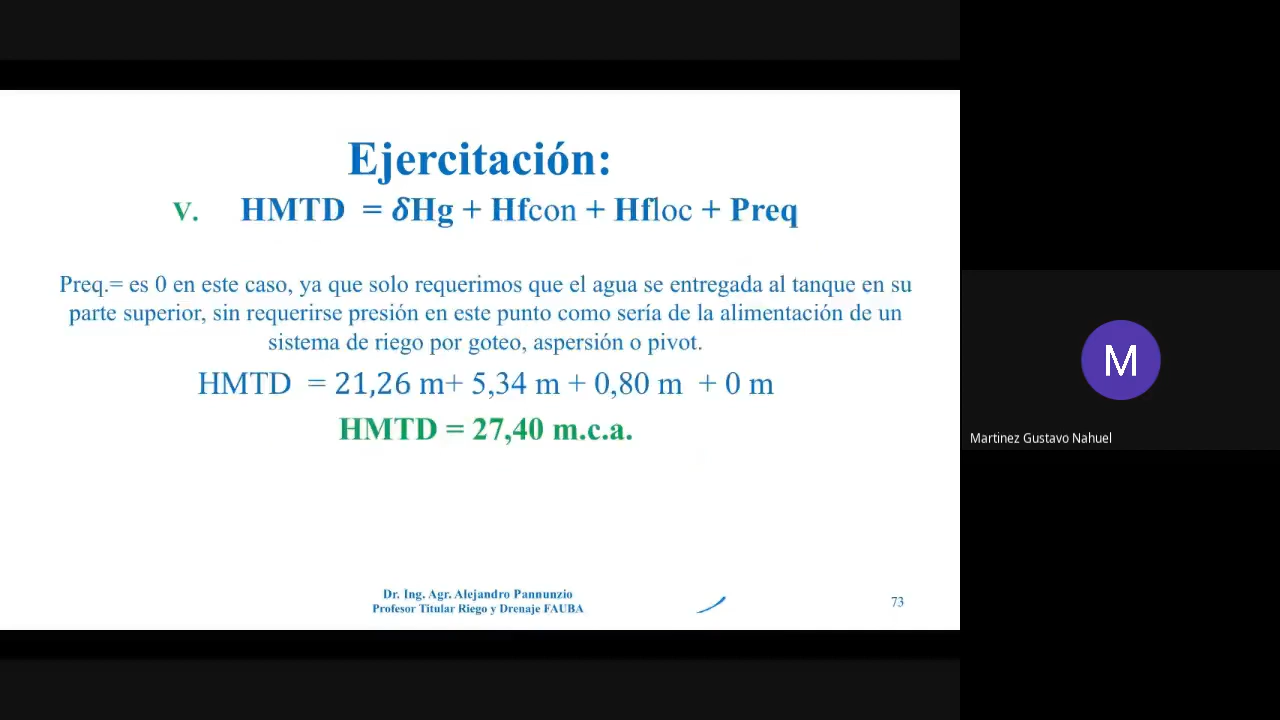 Ejercitación:
V. HMTD = δHg + Hfcon + Hfloc + Preq
Preq.= es 0 en este caso, ya que solo requerimos que el agua se entregada al tanque en su
parte superior, sin requerirse presión en este punto como sería de la alimentación de un
sistema de riego por goteo, aspersión o pivot.
HMTD = 21,26 m+ 5,34 m + 0,80 m + 0 m
HMTD = 27,40 m.c.a.
Dr. Ing. Agr. Alejandro Pannunzio
Profesor Titular Riego y Drenaje FAUBA
73
M
Martinez Gustavo Nahuel